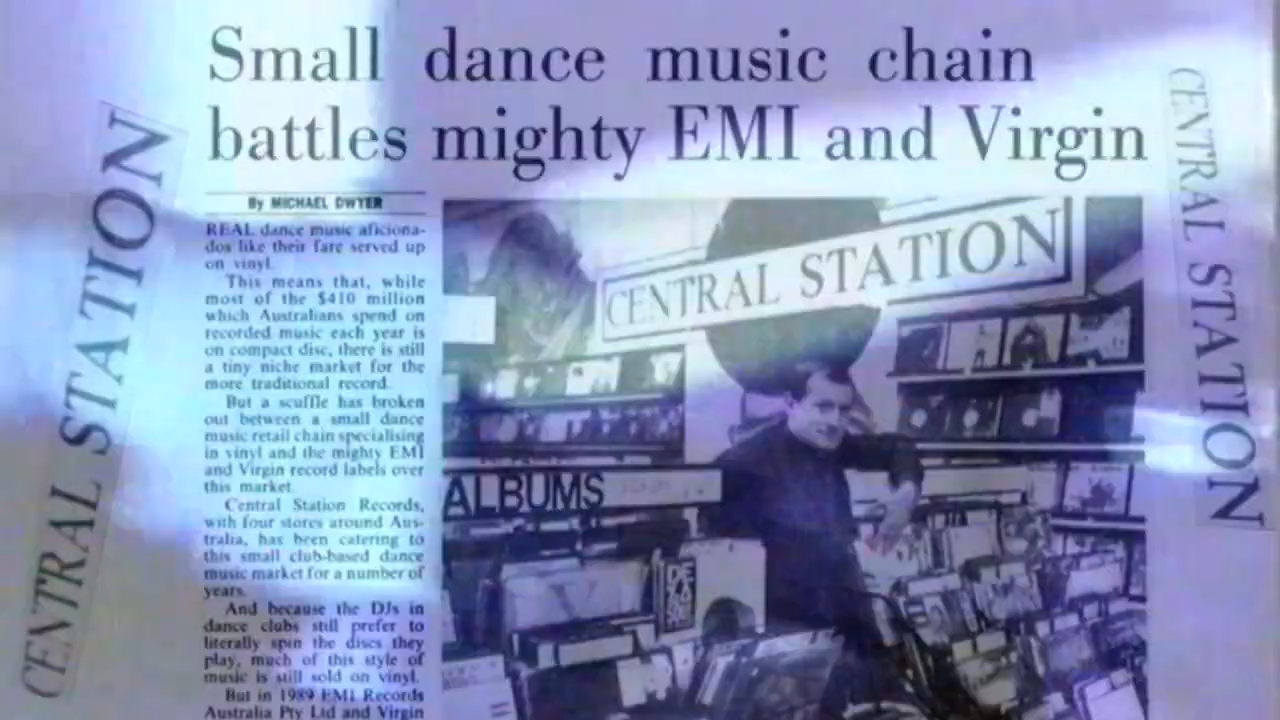 Small dance music chain
battles mighty EMI and Virgin
By MICHAEL DWYER
REAL dance music aficiona-
dos like their fare served up
on vinyl.
This means that, while
most of the $410 million
which Australians spend on
recorded music each year is
on compact disc, there is still
a tiny niche market for the
more traditional record.
But a scuffle has broken
out between a small dance
music retail chain specialising
in vinyl and the mighty EMI
and Virgin record labels over
this market.
Central Station Records,
with four stores around Aus-
tralia, has been catering to
this small club-based dance
music market for a number of
years.
And because the DJs in
dance clubs still prefer to
literally spin the discs they
play, much of this style of
music is still sold on vinyl.
But in 1989 EMI Records
Australia Pty Ltd and Virgin
CENTRAL STATION
ALBUMS
CENTRAL STATION
CENTRAL STATION